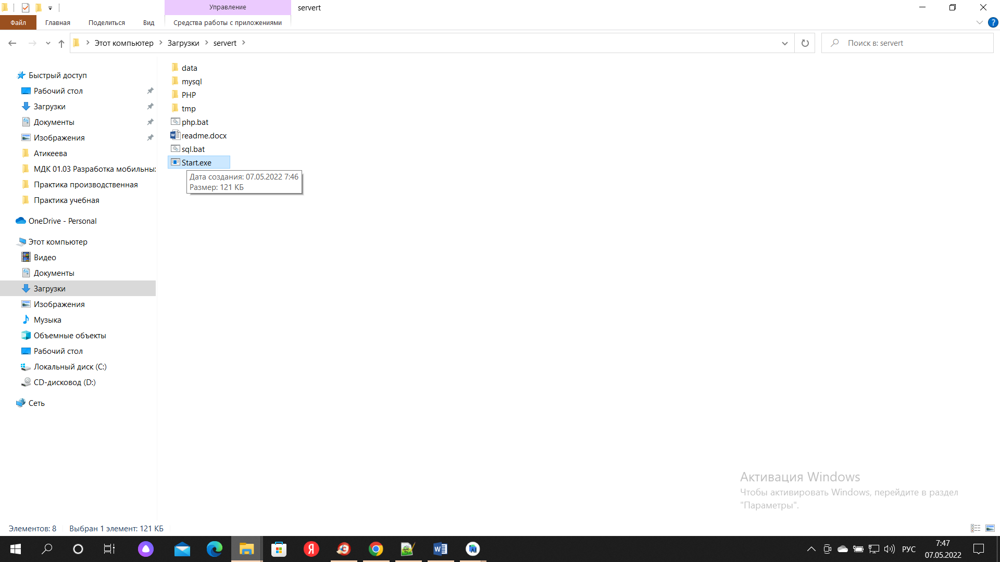 Управление
servert
Файл
Главная
Поделиться
Вид
Средства работы с приложениями
Этот компьютер
Загрузки
servert
Поиск в: servert
Быстрый доступ
Рабочий стол
Загрузки
Документы
Изображения
Атикеева
МДК 01.03 Разработка мобильных
Практика производственная
Практика учебная
OneDrive - Personal
Этот компьютер
Видео
Документы
Загрузки
Изображения
Музыка
Объемные объекты
Рабочий стол
Локальный диск (C:)
CD-дисковод (D:)
Сеть
data
mysql
PHP
tmp
php.bat
readme.docx
sql.bat
Start.exe
Дата создания: 07.05.2022 7:46
Размер: 121 КБ
Активация Windows
Чтобы активировать Windows, перейдите в раздел
"Параметры".
Элементов: 8
Выбран 1 элемент: 121 КБ
РУС
7:47
07.05.2022